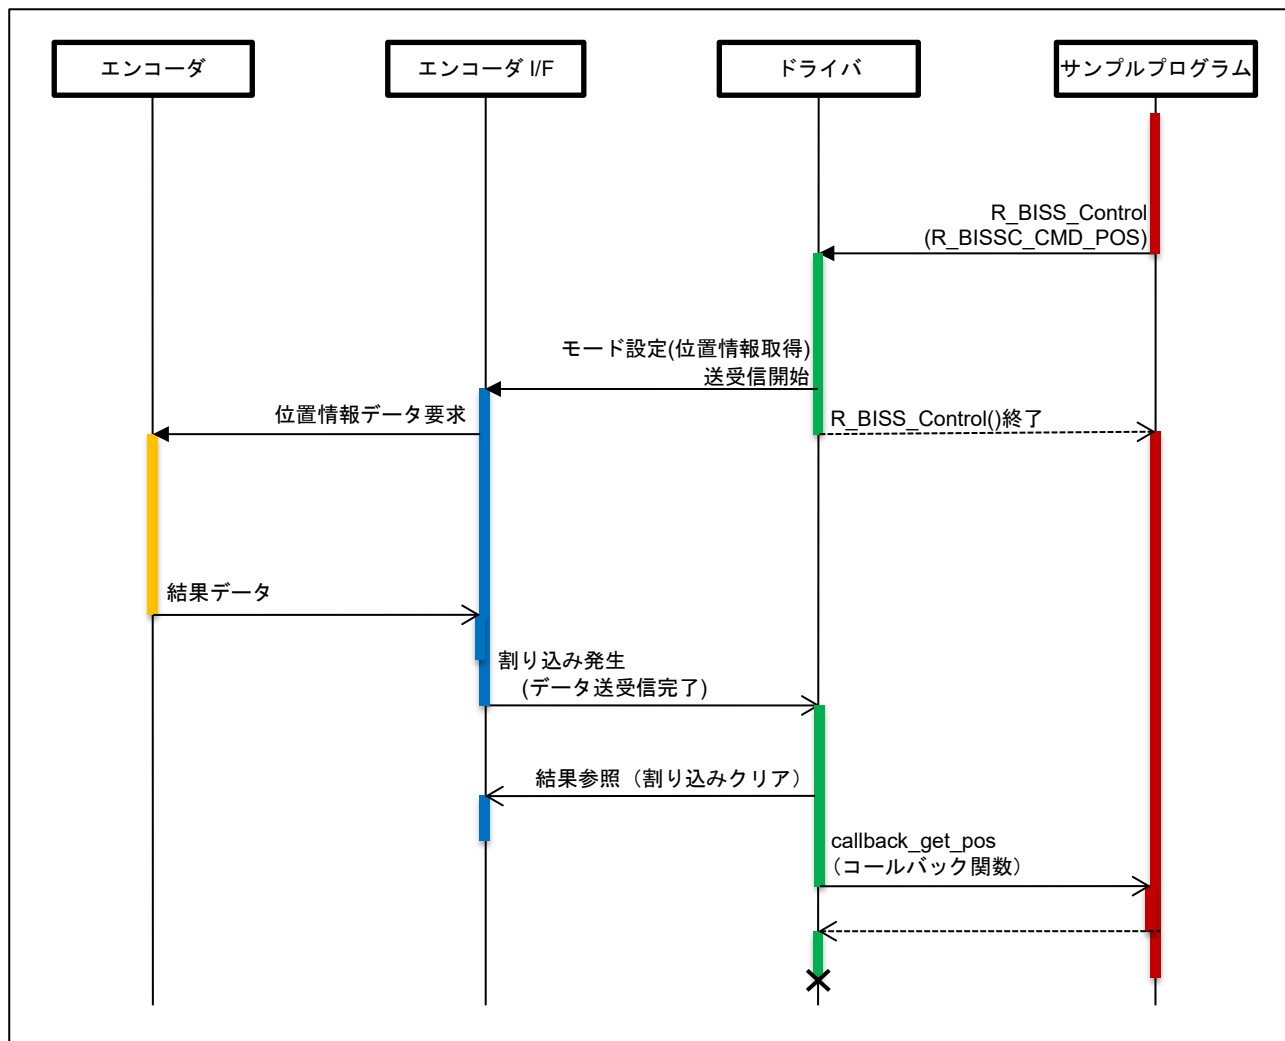 エンコーダ
エンコーダ I/F
ドライバ
サンプルプログラム
R_BISS_Control
(R_BISSC_CMD_POS)
モード設定(位置情報取得)
送受信開始
位置情報データ要求
R_BISS_Control()終了
結果データ
割り込み発生
(データ送受信完了)
結果参照（割り込みクリア）
callback_get_pos
（コールバック関数）